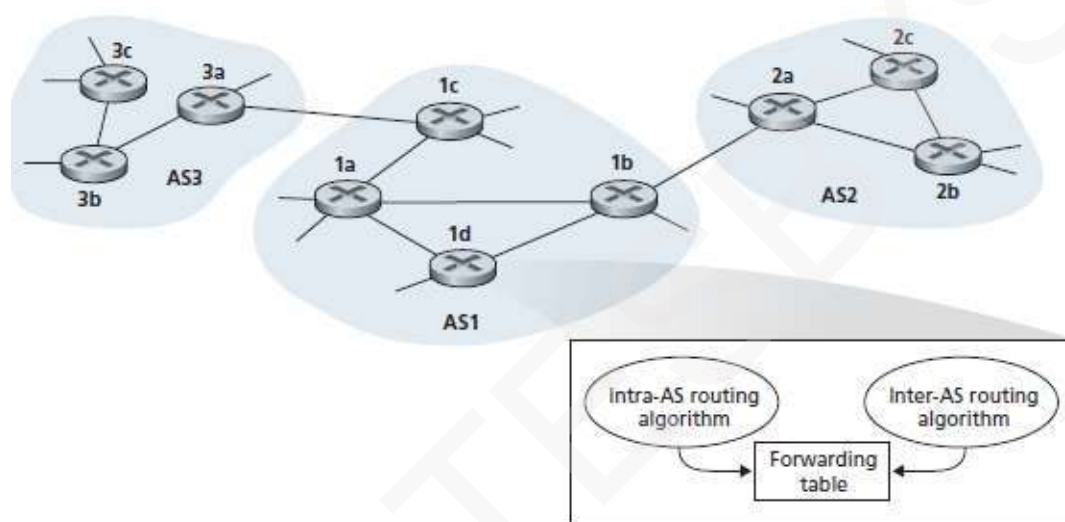 3c
3a
3b
AS3
1c
1a
1b
1d
AS1
2c
2a
2b
AS2
Intra-AS routing
algorithm
Inter-AS routing
algorithm
Forwarding
table